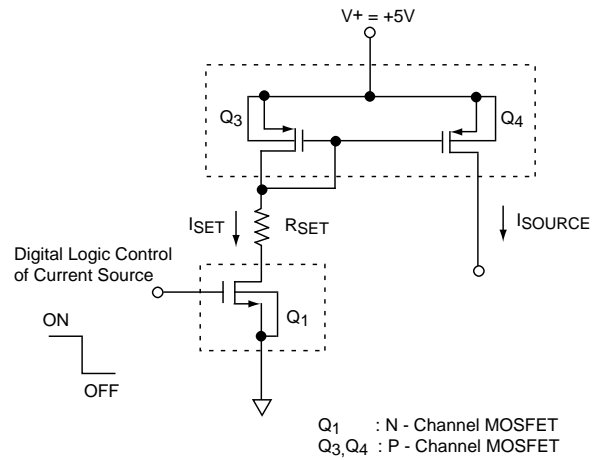 V+ = +5V
Q3
Q4
ISET
RSET
ISOURCE
Digital Logic Control
of Current Source
Q1
ON
OFF
Q1 : N - Channel MOSFET
Q3,Q4 : P - Channel MOSFET